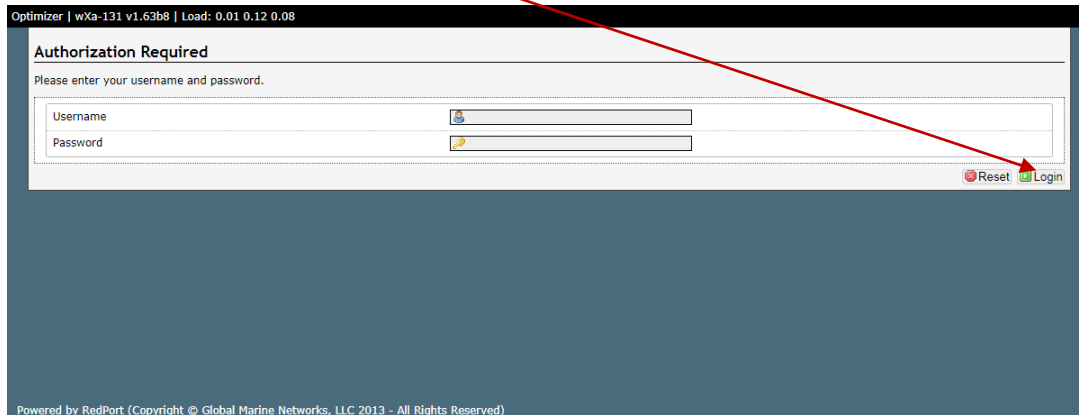 Optimizer | wXa-131 v1.63b8 | Load: 0.01 0.12 0.08
Authorization Required
Please enter your username and password.
Username
Password
Reset Login
Powered by RedPort (Copyright © Global Marine Networks, LLC 2013 - All Rights Reserved)